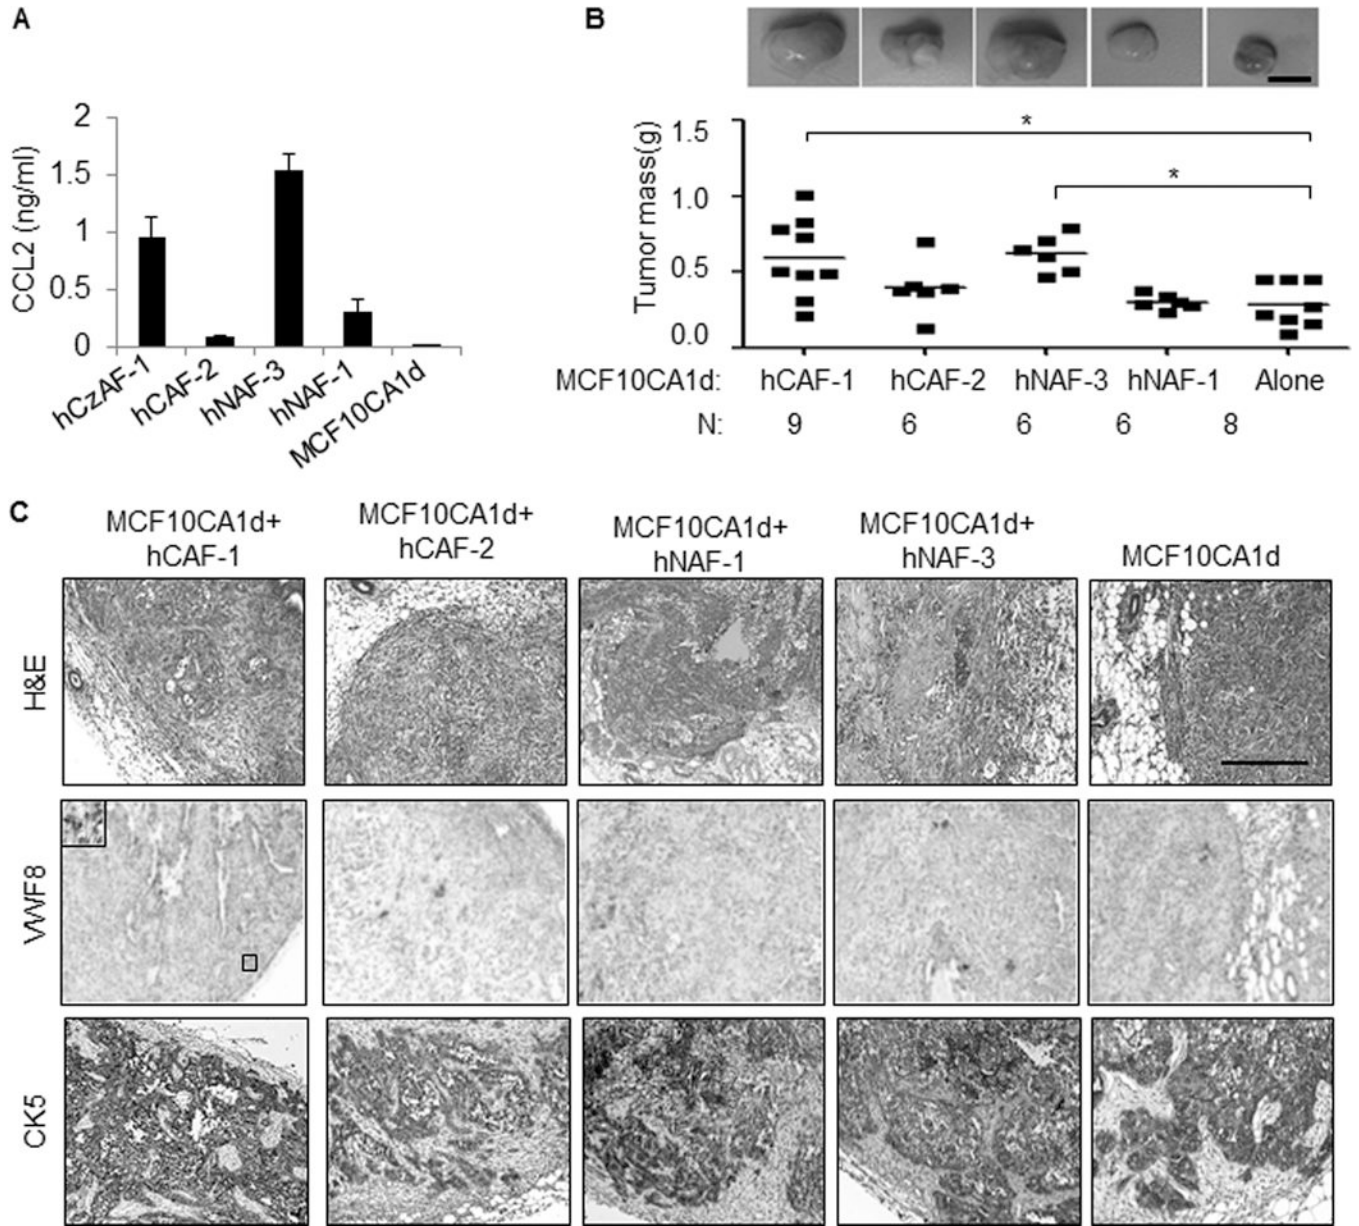 A
CCL2 (ng/ml)
2
1.5
1
0.5
0
hCzAF-1
hCAF-2
hNAF-3
hNAF-1
MCF10CA1d
B
Tumor mass(g)
1.5
1.0
0.5
0.0
*
*
MCF10CA1d: hCAF-1 hCAF-2 hNAF-3 hNAF-1 Alone
N: 9 6 6 6 8
C
MCF10CA1d+
hCAF-1
MCF10CA1d+
hCAF-2
MCF10CA1d+
hNAF-1
MCF10CA1d+
hNAF-3
MCF10CA1d
H&E
VWF8
CK5